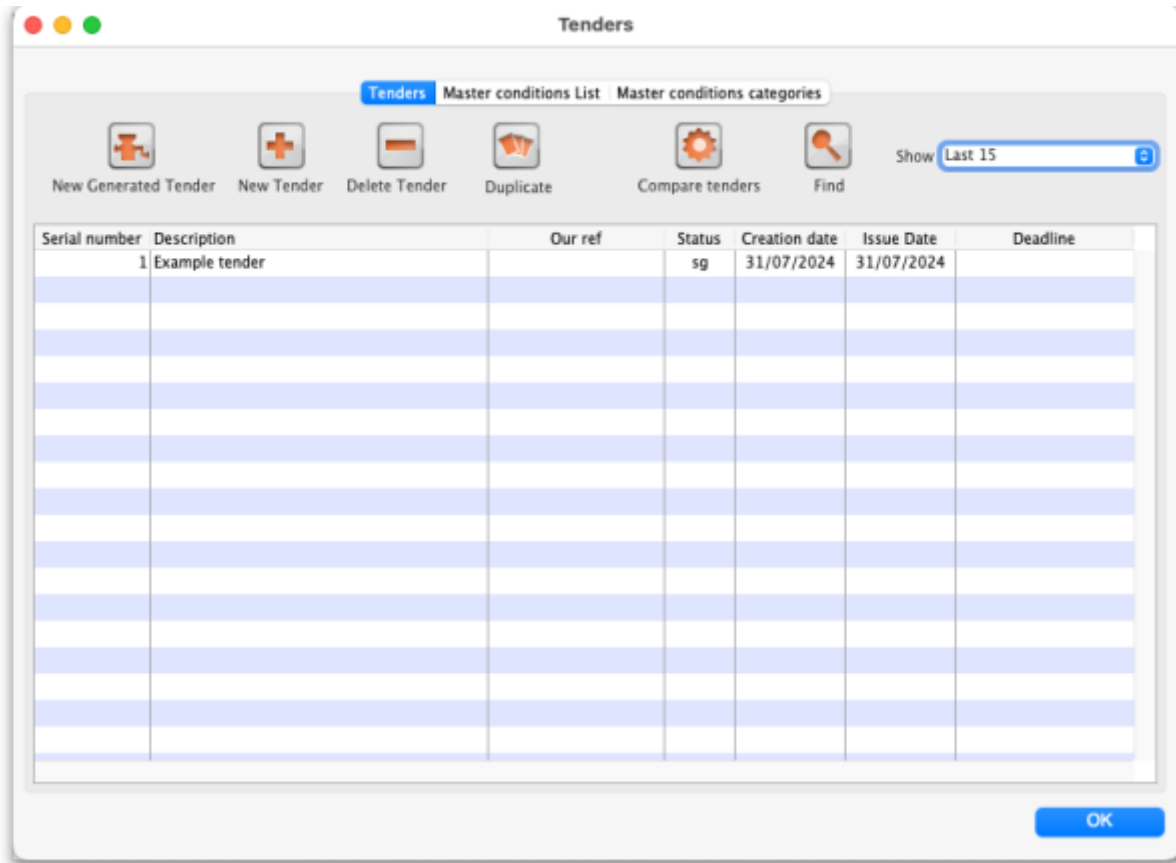 Tenders
Tenders Master conditions List Master conditions categories
New Generated Tender New Tender Delete Tender Duplicate Compare tenders Find Show Last 15
Serial number Description Our ref Status Creation date Issue Date Deadline
1 Example tender sg 31/07/2024 31/07/2024
OK